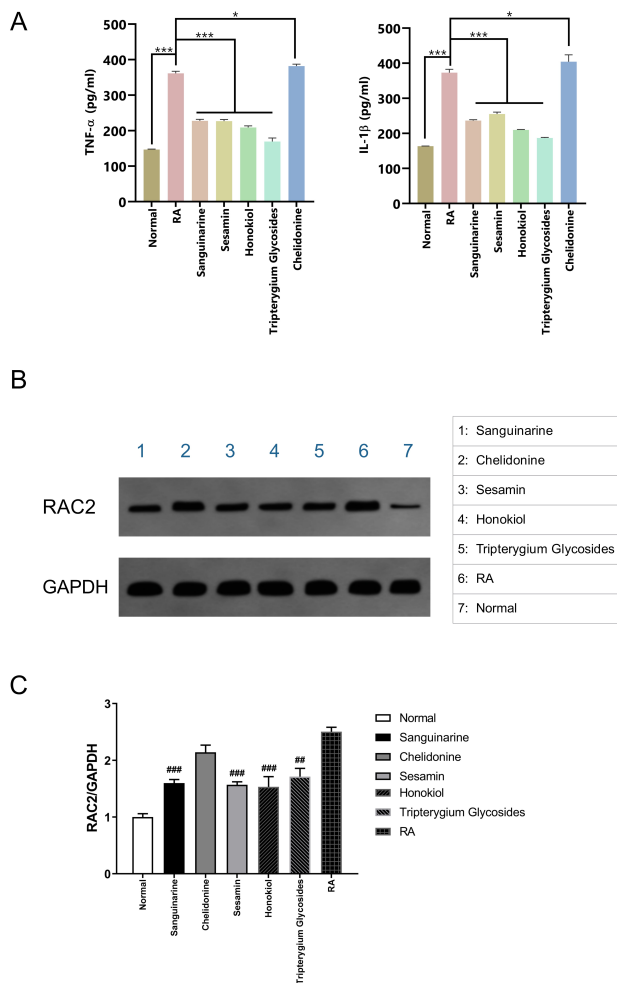 A
TNF-α (pg/ml)
500
400
300
200
100
0
***
***
*
Normal
RA
Sanguinarine
Sesamin
Honokiol
Tripterygium Glycosides
Chelidonine
IL-1β (pg/ml)
500
400
300
200
100
0
***
***
*
Normal
RA
Sanguinarine
Sesamin
Honokiol
Tripterygium Glycosides
Chelidonine
B
1 2 3 4 5 6 7
RAC2
GAPDH
1: Sanguinarine
2: Chelidonine
3: Sesamin
4: Honokiol
5: Tripterygium Glycosides
6: RA
7: Normal
C
RAC2/GAPDH
3
2
1
0
###
###
###
##
Normal
Sanguinarine
Chelidonine
Sesamin
Honokiol
Tripterygium Glycosides
RA
Normal
Sanguinarine
Chelidonine
Sesamin
Honokiol
Tripterygium Glycosides
RA